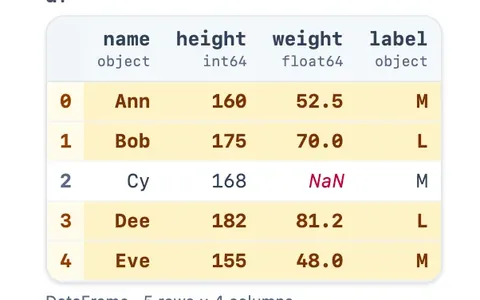 name height weight label
object int64 float64 object
0 Ann 160 52.5 M
1 Bob 175 70.0 L
2 Cy 168 NaN M
3 Dee 182 81.2 L
4 Eve 155 48.0 M